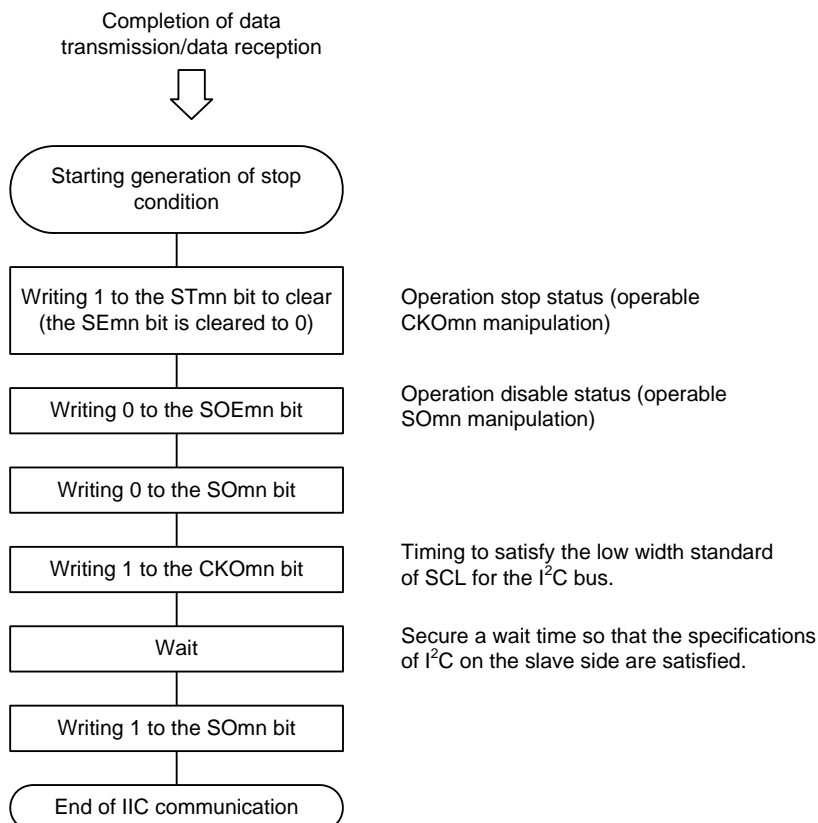 Completion of data
transmission/data reception
Starting generation of stop
condition
Writing 1 to the STmn bit to clear
(the SEmn bit is cleared to 0)
Operation stop status (operable
CKOmn manipulation)
Writing 0 to the SOEmn bit
Operation disable status (operable
SOmn manipulation)
Writing 0 to the SOmn bit
Writing 1 to the CKOmn bit
Timing to satisfy the low width standard
of SCL for the I²C bus.
Wait
Secure a wait time so that the specifications
of I²C on the slave side are satisfied.
Writing 1 to the SOmn bit
End of IIC communication